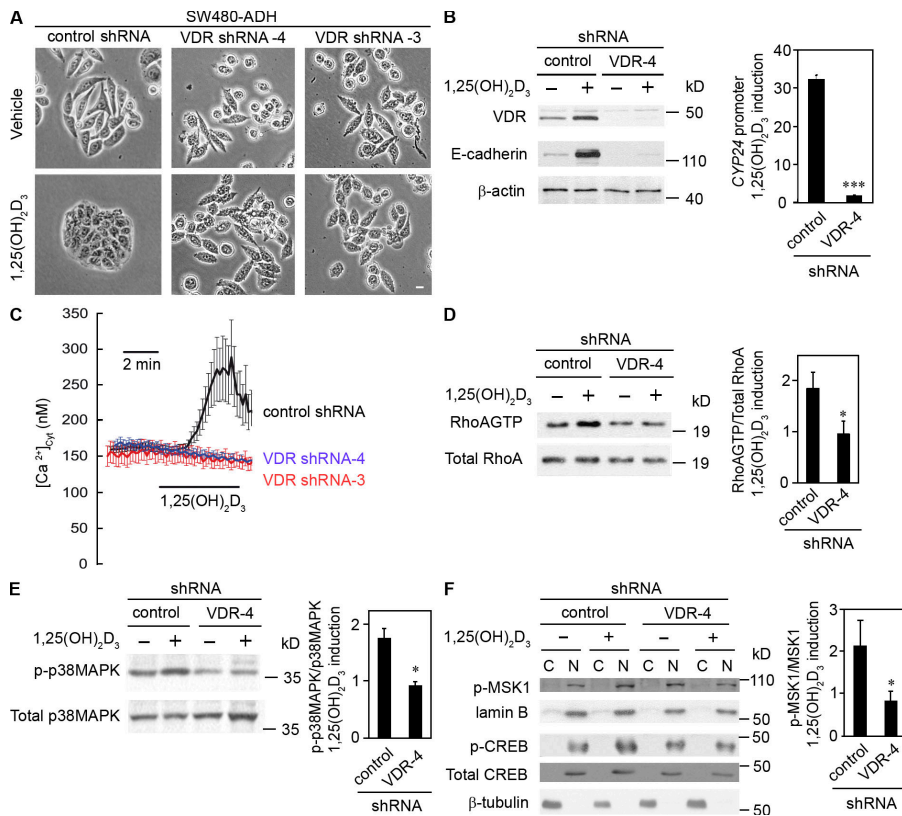 A
SW480-ADH
control shRNA
VDR shRNA -4
VDR shRNA -3
Vehicle
1,25(OH)₂D₃
B
shRNA
control
VDR-4
1,25(OH)₂D₃
–
+
–
+
kD
VDR
50
E-cadherin
110
β-actin
40
CYP24 promoter
1,25(OH)₂D₃ induction
40
30
20
10
0
***
control
VDR-4
shRNA
C
[Ca ²⁺]Cyt (nM)
350
300
250
200
150
100
50
0
2 min
control shRNA
VDR shRNA-4
VDR shRNA-3
1,25(OH)₂D₃
D
shRNA
control
VDR-4
1,25(OH)₂D₃
–
+
–
+
kD
RhoAGTP
19
Total RhoA
19
RhoAGTP/Total RhoA
1,25(OH)₂D₃ induction
2
1
0
*
control
VDR-4
shRNA
E
shRNA
control
VDR-4
1,25(OH)₂D₃
–
+
–
+
kD
p-p38MAPK
35
Total p38MAPK
35
p-p38MAPK/p38MAPK
1,25(OH)₂D₃ induction
2
1
0
*
control
VDR-4
shRNA
F
shRNA
control
VDR-4
1,25(OH)₂D₃
–
+
–
+
C N C N C N C N
kD
p-MSK1
110
lamin B
50
p-CREB
50
Total CREB
50
β-tubulin
50
p-MSK1/MSK1
1,25(OH)₂D₃ induction
3
2
1
0
*
control
VDR-4
shRNA